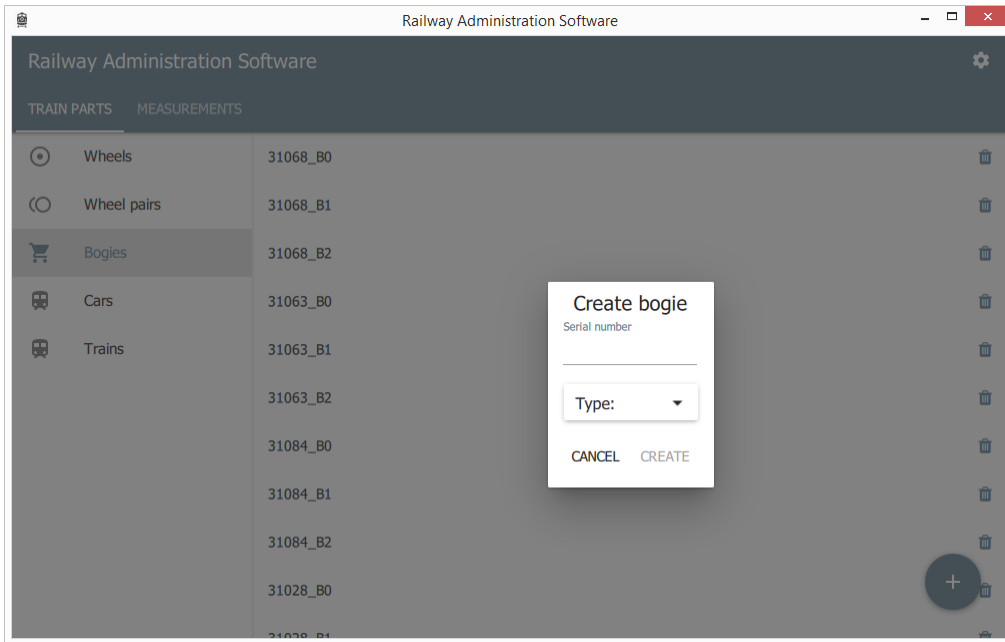 Railway Administration Software
Railway Administration Software
TRAIN PARTS MEASUREMENTS
Wheels
Wheel pairs
Bogies
Cars
Trains
31068_B0
31068_B1
31068_B2
31063_B0
31063_B1
31063_B2
31084_B0
31084_B1
31084_B2
31028_B0
31028_B1
Create bogie
Serial number
Type:
CANCEL CREATE